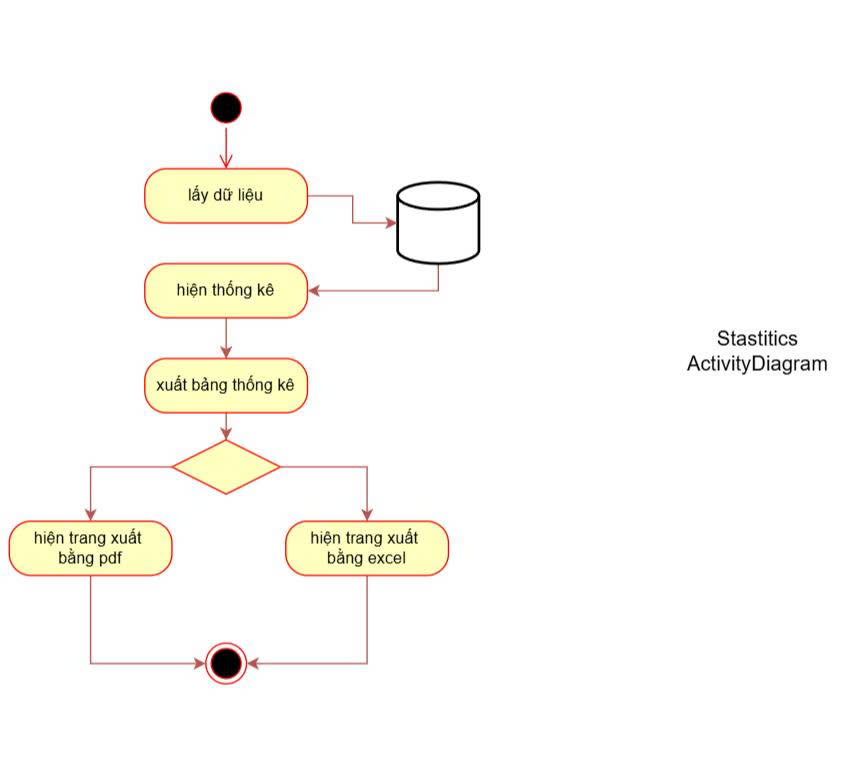 lấy dữ liệu
hiện thống kê
Stastitics
ActivityDiagram
xuất bảng thống kê
hiện trang xuất
bằng pdf
hiện trang xuất
bằng excel